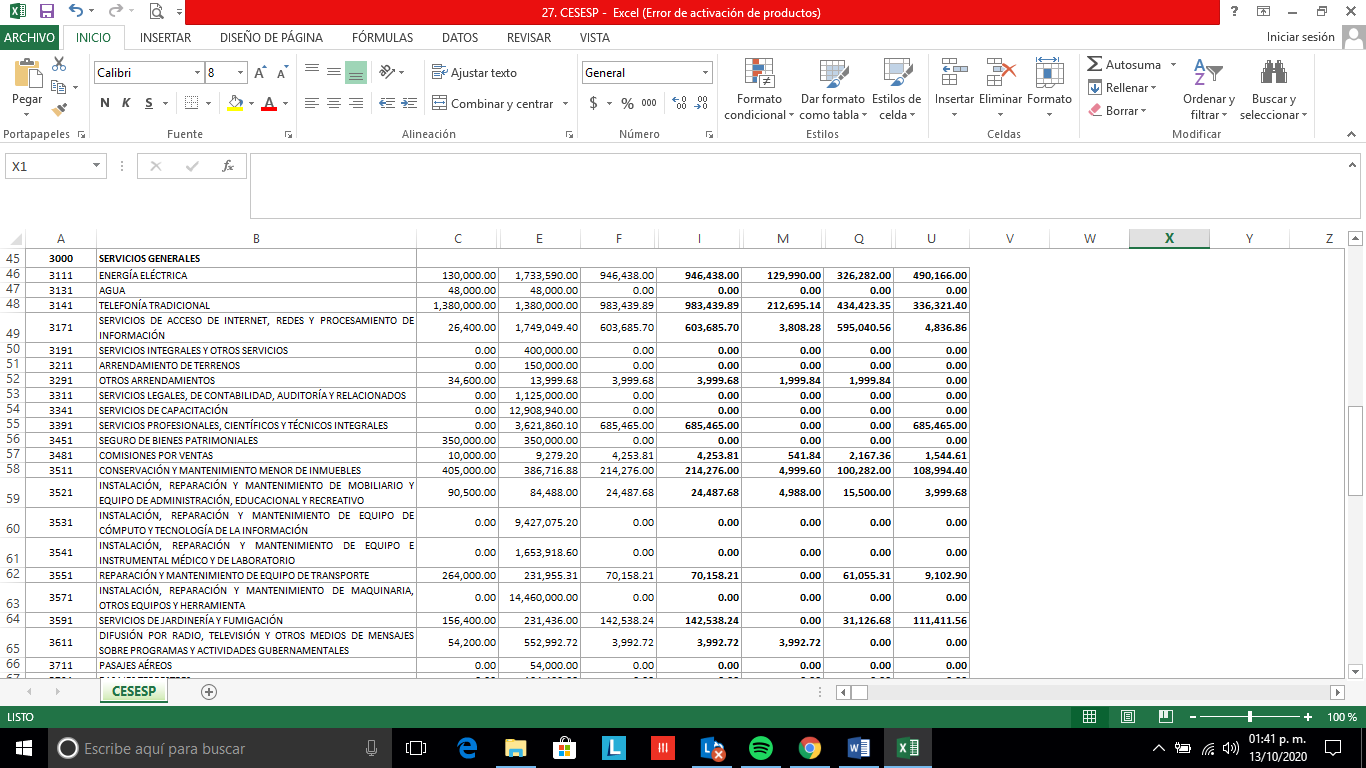 27. CESESP -  Excel (Error de activación de productos)
ARCHIVO INICIO INSERTAR DISEÑO DE PÁGINA FÓRMULAS DATOS REVISAR VISTA Iniciar sesión
Calibri 8 Ajustar texto General Autosuma
Rellenar
Pegar N K S A Combinar y centrar $ % 000 Formato condicional Dar formato como tabla Estilos de celda Insertar Eliminar Formato Borrar Ordenar y filtrar Buscar y seleccionar
Portapapeles Fuente Alineación Número Estilos Celdas Modificar
X1 fx
A B C E F I M Q U V W X Y Z
45 3000 SERVICIOS GENERALES
46 3111 ENERGÍA ELÉCTRICA 130,000.00 1,733,590.00 946,438.00 946,438.00 129,990.00 326,282.00 490,166.00
47 3131 AGUA 48,000.00 48,000.00 0.00 0.00 0.00 0.00 0.00
48 3141 TELEFONÍA TRADICIONAL 1,380,000.00 1,380,000.00 983,439.89 983,439.89 212,695.14 434,423.35 336,321.40
49 3171 SERVICIOS DE ACCESO DE INTERNET, REDES Y PROCESAMIENTO DE
INFORMACIÓN 26,400.00 1,749,049.40 603,685.70 603,685.70 3,808.28 595,040.56 4,836.86
50 3191 SERVICIOS INTEGRALES Y OTROS SERVICIOS 0.00 400,000.00 0.00 0.00 0.00 0.00 0.00
51 3211 ARRENDAMIENTO DE TERRENOS 0.00 150,000.00 0.00 0.00 0.00 0.00 0.00
52 3291 OTROS ARRENDAMIENTOS 34,600.00 13,999.68 3,999.68 3,999.68 1,999.84 1,999.84 0.00
53 3311 SERVICIOS LEGALES, DE CONTABILIDAD, AUDITORÍA Y RELACIONADOS 0.00 1,125,000.00 0.00 0.00 0.00 0.00 0.00
54 3341 SERVICIOS DE CAPACITACIÓN 0.00 12,908,940.00 0.00 0.00 0.00 0.00 0.00
55 3391 SERVICIOS PROFESIONALES, CIENTÍFICOS Y TÉCNICOS INTEGRALES 0.00 3,621,860.10 685,465.00 685,465.00 0.00 0.00 685,465.00
56 3451 SEGURO DE BIENES PATRIMONIALES 350,000.00 350,000.00 0.00 0.00 0.00 0.00 0.00
57 3481 COMISIONES POR VENTAS 10,000.00 9,279.20 4,253.81 4,253.81 541.84 2,167.36 1,544.61
58 3511 CONSERVACIÓN Y MANTENIMIENTO MENOR DE INMUEBLES 405,000.00 386,716.88 214,276.00 214,276.00 4,999.60 100,282.00 108,994.40
59 3521 INSTALACIÓN, REPARACIÓN Y MANTENIMIENTO DE MOBILIARIO Y
EQUIPO DE ADMINISTRACIÓN, EDUCACIONAL Y RECREATIVO 90,500.00 84,488.00 24,487.68 24,487.68 4,988.00 15,500.00 3,999.68
60 3531 INSTALACIÓN, REPARACIÓN Y MANTENIMIENTO DE EQUIPO DE
CÓMPUTO Y TECNOLOGÍA DE LA INFORMACIÓN 0.00 9,427,075.20 0.00 0.00 0.00 0.00 0.00
61 3541 INSTALACIÓN, REPARACIÓN Y MANTENIMIENTO DE EQUIPO E
INSTRUMENTAL MÉDICO Y DE LABORATORIO 0.00 1,653,918.60 0.00 0.00 0.00 0.00 0.00
62 3551 REPARACIÓN Y MANTENIMIENTO DE EQUIPO DE TRANSPORTE 264,000.00 231,955.31 70,158.21 70,158.21 0.00 61,055.31 9,102.90
63 3571 INSTALACIÓN, REPARACIÓN Y MANTENIMIENTO DE MAQUINARIA,
OTROS EQUIPOS Y HERRAMIENTA 0.00 14,460,000.00 0.00 0.00 0.00 0.00 0.00
64 3591 SERVICIOS DE JARDINERÍA Y FUMIGACIÓN 156,400.00 231,436.00 142,538.24 142,538.24 0.00 31,126.68 111,411.56
65 3611 DIFUSIÓN POR RADIO, TELEVISIÓN Y OTROS MEDIOS DE MENSAJES
SOBRE PROGRAMAS Y ACTIVIDADES GUBERNAMENTALES 54,200.00 552,992.72 3,992.72 3,992.72 3,992.72 0.00 0.00
66 3711 PASAJES AÉREOS 0.00 54,000.00 0.00 0.00 0.00 0.00 0.00
CESESP
LISTO 100 %
Escribe aquí para buscar 01:41 p. m.
13/10/2020